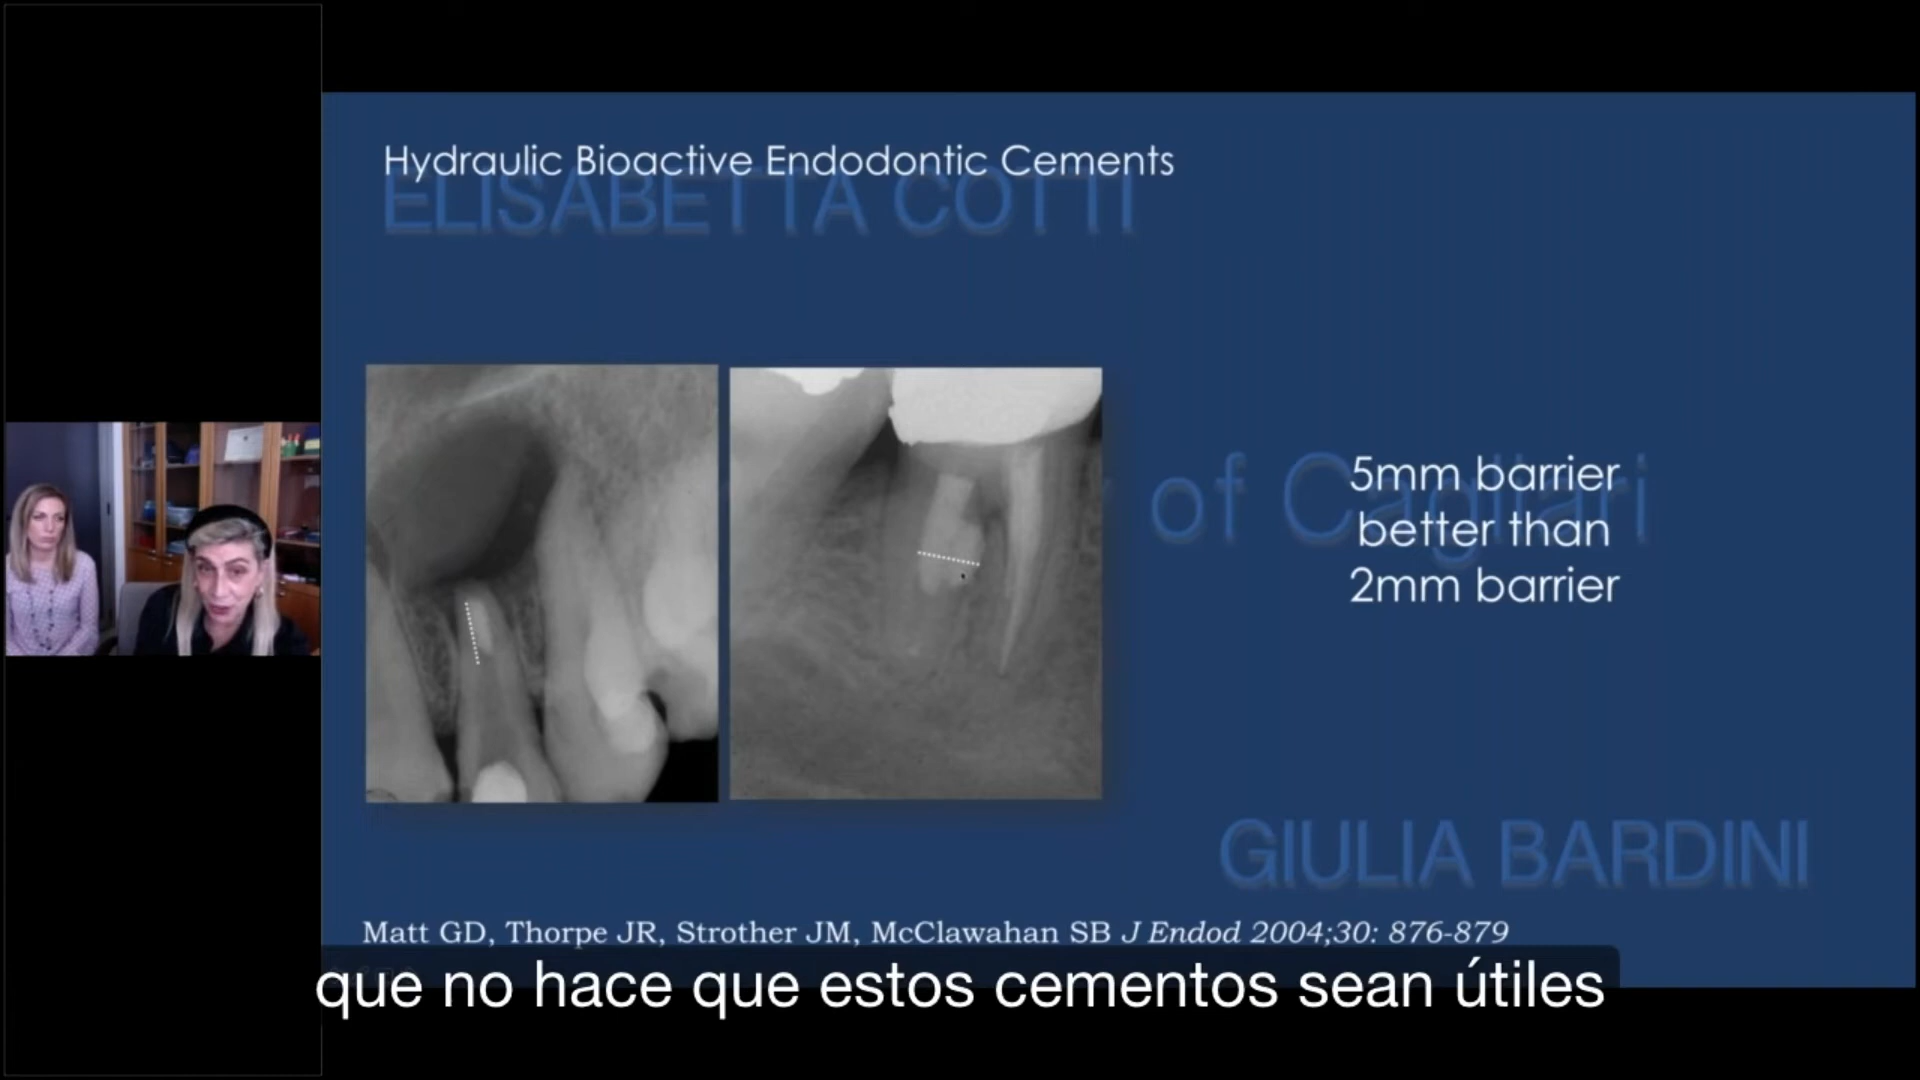 Hydraulic Bioactive Endodontic Cements
ELISABETTA COTTI
y of Cagliari
5mm barrier
better than
2mm barrier
GIULIA BARDINI
Matt GD, Thorpe JR, Strother JM, McClawahan SB J Endod 2004;30: 876-879
que no hace que estos cementos sean útiles